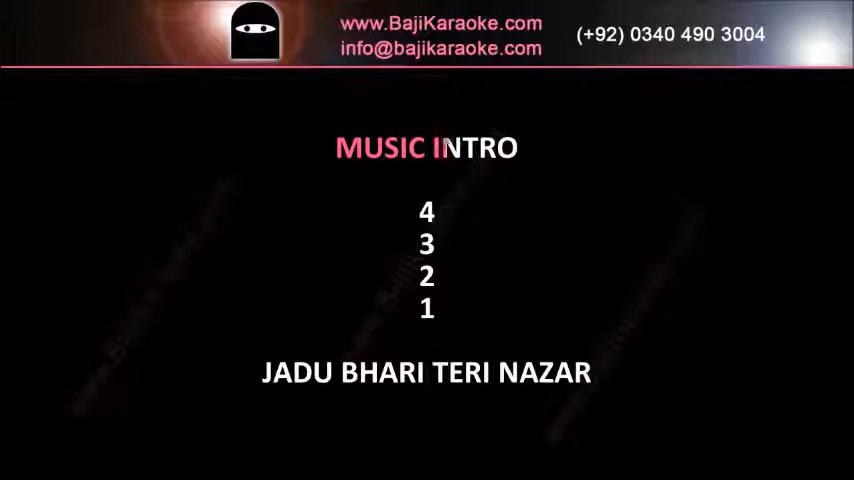 www.BajiKaraoke.com
info@bajikaraoke.com
(+92) 0340 490 3004
MUSIC INTRO
4
3
2
1
JADU BHARI TERI NAZAR